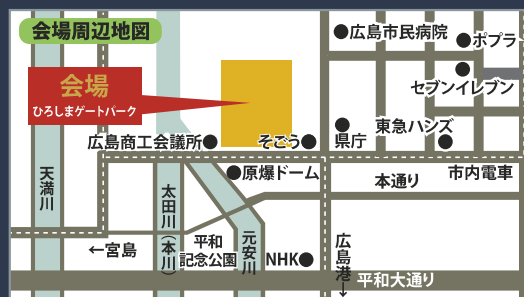 会場周辺地図
会場
ひろしまゲートパーク
広島市民病院
ポプラ
セブンイレブン
東急ハンズ
県庁
広島商工会議所
そごう
原爆ドーム
市内電車
本通り
天満川
太田川（本川）
元安川
平和
記念公園
←宮島
NHK
広島港→
平和大通り